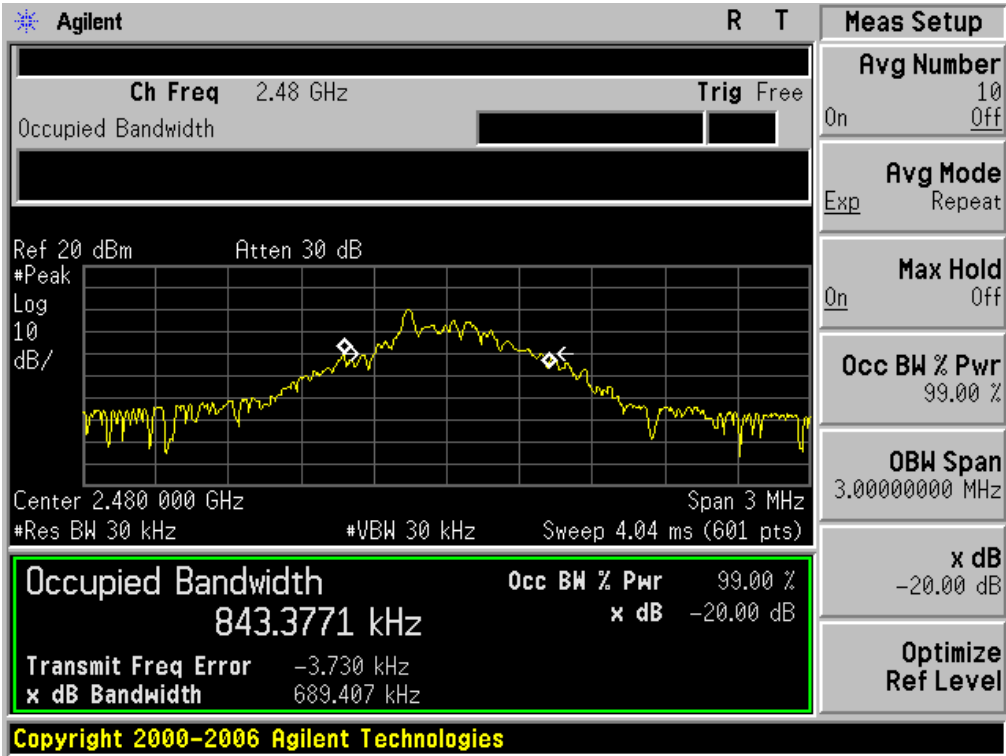 Agilent R T
Ch Freq 2.48 GHz Trig Free
Occupied Bandwidth
Ref 20 dBm Atten 30 dB
#Peak
Log
10
dB/
Center 2.480 000 GHz Span 3 MHz
#Res BW 30 kHz #VBW 30 kHz Sweep 4.04 ms (601 pts)
Occupied Bandwidth
843.3771 kHz
Occ BW % Pwr 99.00 %
x dB -20.00 dB
Transmit Freq Error -3.730 kHz
x dB Bandwidth 689.407 kHz
Copyright 2000-2006 Agilent Technologies
Meas Setup
Avg Number
10
On Off
Avg Mode
Exp Repeat
Max Hold
On Off
Occ BW % Pwr
99.00 %
OBW Span
3.00000000 MHz
x dB
-20.00 dB
Optimize
Ref Level